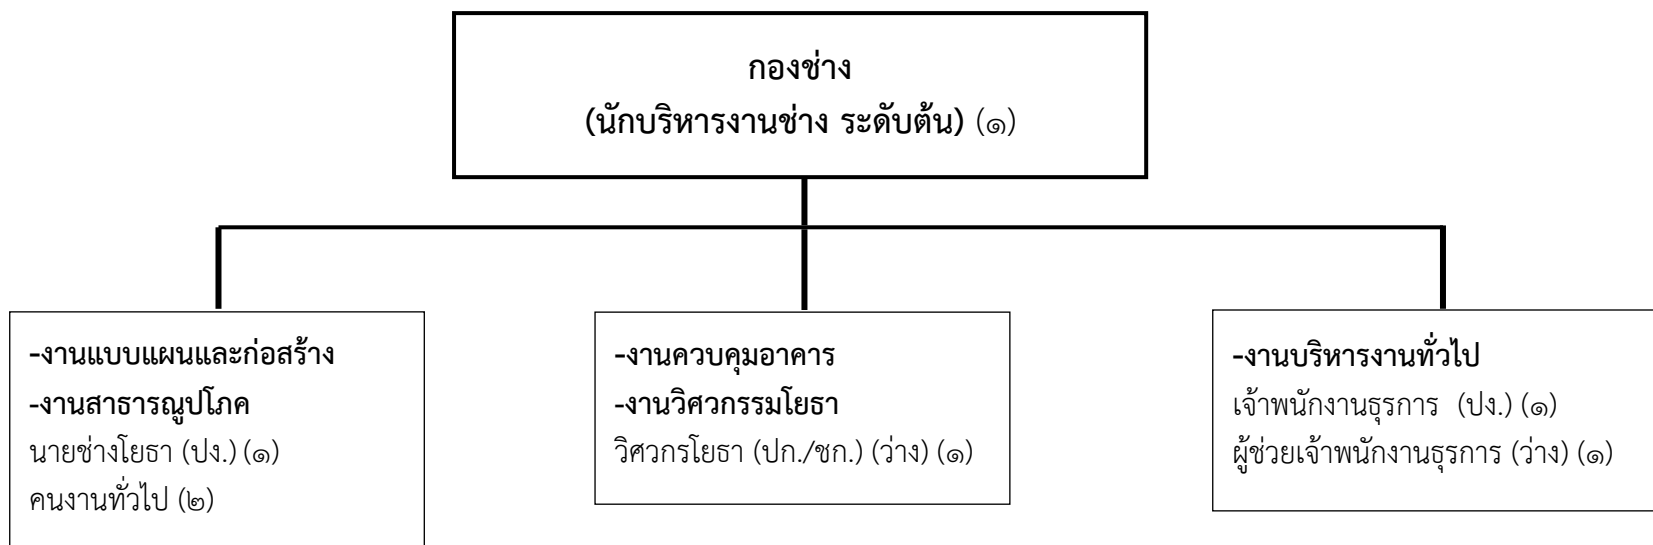 กองช่าง
(นักบริหารงานช่าง ระดับต้น) (๑)
-งานแบบแผนและก่อสร้าง
-งานสาธารณูปโภค
นายช่างโยธา (ปง.) (๑)
คนงานทั่วไป (๒)
-งานควบคุมอาคาร
-งานวิศวกรรมโยธา
วิศวกรโยธา (ปก./ชก.) (ว่าง) (๑)
-งานบริหารงานทั่วไป
เจ้าพนักงานธุรการ (ปง.) (๑)
ผู้ช่วยเจ้าพนักงานธุรการ (ว่าง) (๑)